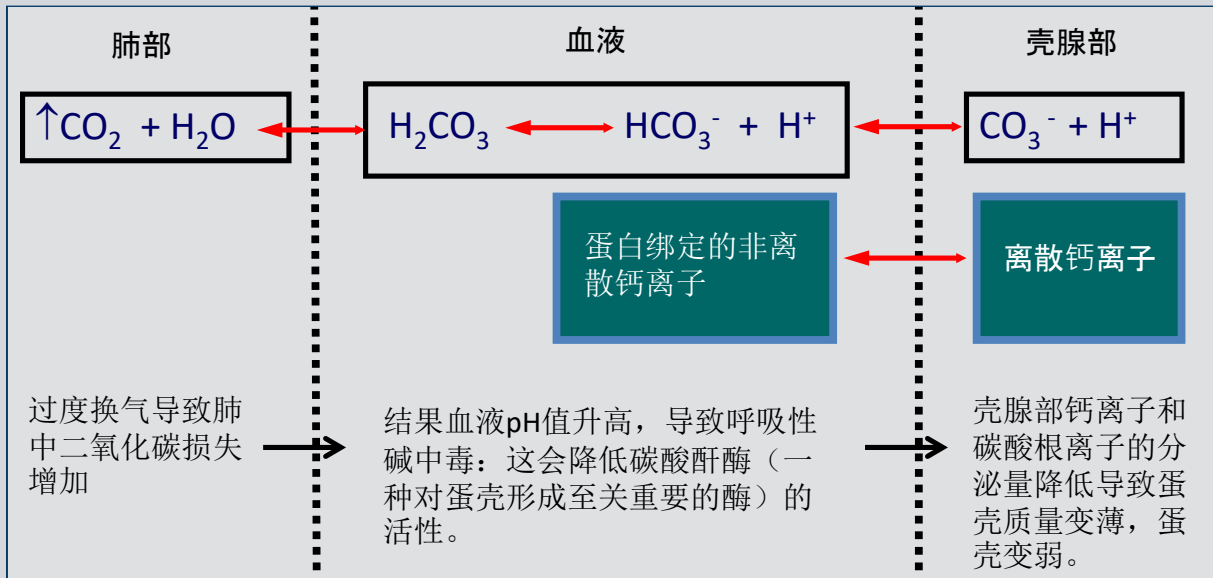 肺部
血液
壳腺部
↑CO₂ + H₂O
H₂CO₃
HCO₃⁻ + H⁺
CO₃⁻ + H⁺
蛋白绑定的非离
散钙离子
离散钙离子
过度换气导致肺
中二氧化碳损失
增加
结果血液pH值升高，导致呼吸性
碱中毒：这会降低碳酸酐酶（一
种对蛋壳形成至关重要的酶）的
活性。
壳腺部钙离子和
碳酸根离子的分
泌量降低导致蛋
壳质量变薄，蛋
壳变弱。